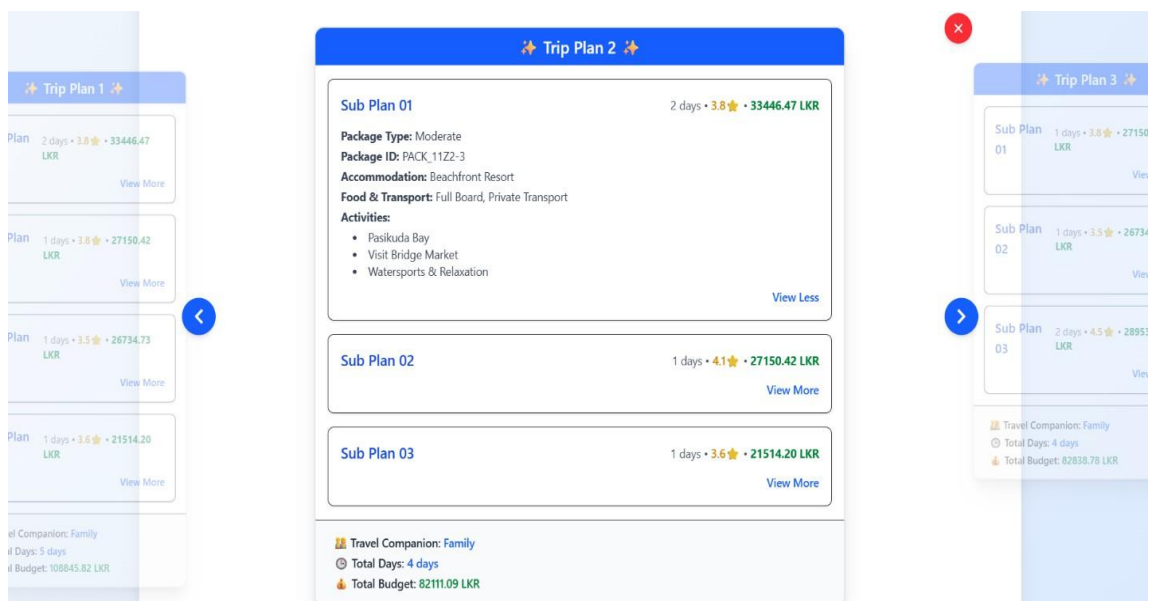 ✨ Trip Plan 1 ✨
Plan 2 days • 3.8⭐ • 33446.47
LKR
View More
Plan 1 days • 3.8⭐ • 27150.42
LKR
View More
Plan 1 days • 3.5⭐ • 26734.73
LKR
View More
Plan 1 days • 3.6⭐ • 21514.20
LKR
View More
Companion: Family
Days: 5 days
Budget: 108845.82 LKR
✨ Trip Plan 2 ✨
Sub Plan 01 2 days • 3.8⭐ • 33446.47 LKR
Package Type: Moderate
Package ID: PACK_11Z2-3
Accommodation: Beachfront Resort
Food & Transport: Full Board, Private Transport
Activities:
• Pasikuda Bay
• Visit Bridge Market
• Watersports & Relaxation
View Less
Sub Plan 02 1 days • 4.1⭐ • 27150.42 LKR
View More
Sub Plan 03 1 days • 3.6⭐ • 21514.20 LKR
View More
Travel Companion: Family
Total Days: 4 days
Total Budget: 82111.09 LKR
✨ Trip Plan 3 ✨
Sub Plan 1 days • 3.8⭐ • 27150
01 LKR
Sub Plan 1 days • 3.5⭐ • 26734
02 LKR
Sub Plan 2 days • 4.5⭐ • 28953
03 LKR
Travel Companion: Family
Total Days: 4 days
Total Budget: 82838.78 LKR